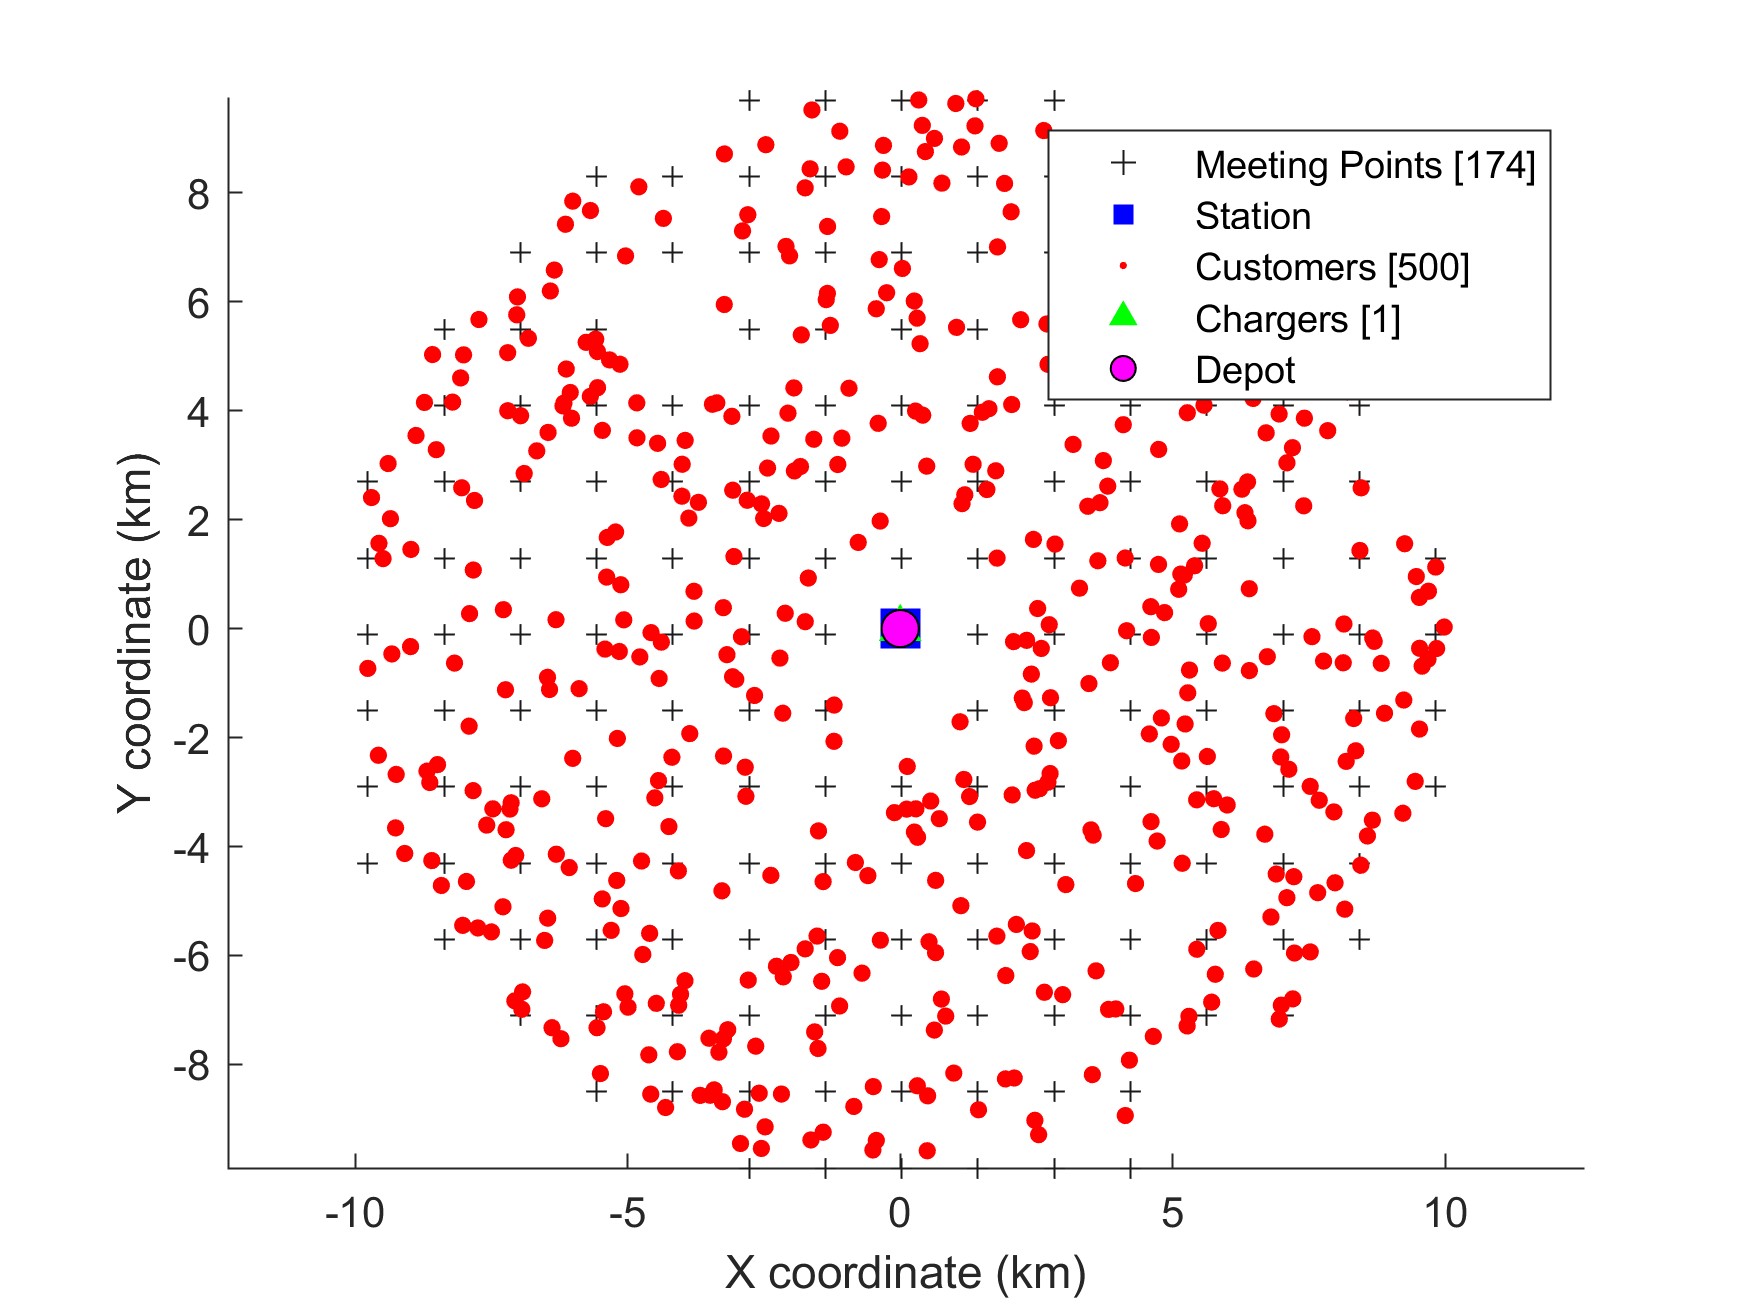 Meeting Points [174]
Station
Customers [500]
Chargers [1]
Depot
8
6
4
2
0
-2
-4
-6
-8
Y coordinate (km)
-10 -5 0 5 10
X coordinate (km)